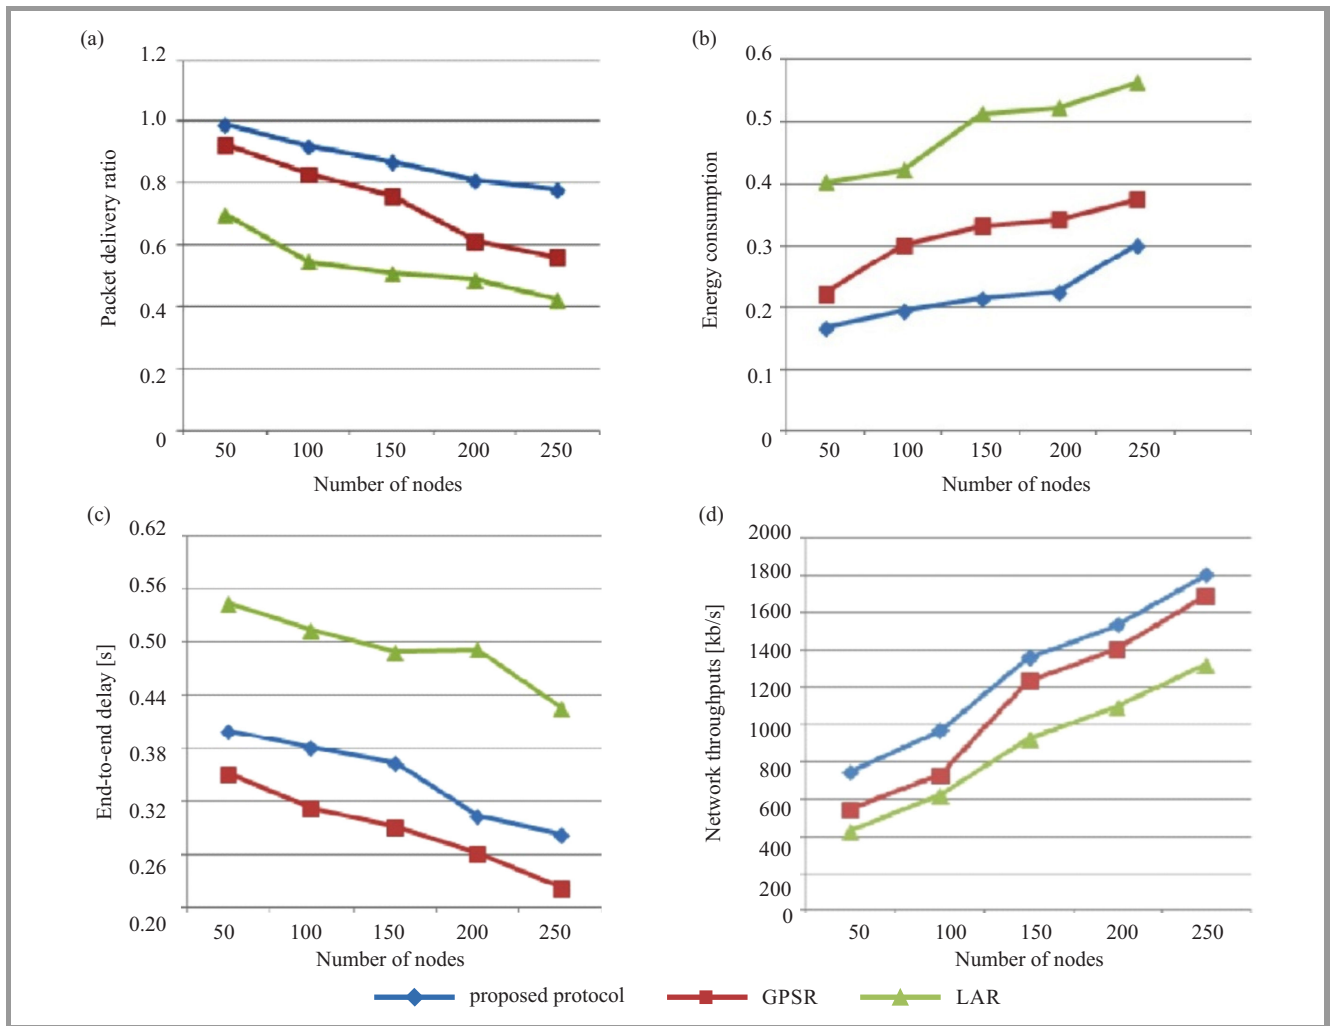 (a)
1.2
1.0
0.8
0.6
0.4
0.2
0
Packet delivery ratio
50 100 150 200 250
Number of nodes
(b)
0.6
0.5
0.4
0.3
0.2
0.1
0
Energy consumption
50 100 150 200 250
Number of nodes
(c)
0.62
0.56
0.50
0.44
0.38
0.32
0.26
0.20
End-to-end delay [s]
50 100 150 200 250
Number of nodes
(d)
2000
1800
1600
1400
1200
1000
800
600
400
200
0
Network throughputs [kb/s]
50 100 150 200 250
Number of nodes
proposed protocol GPSR LAR